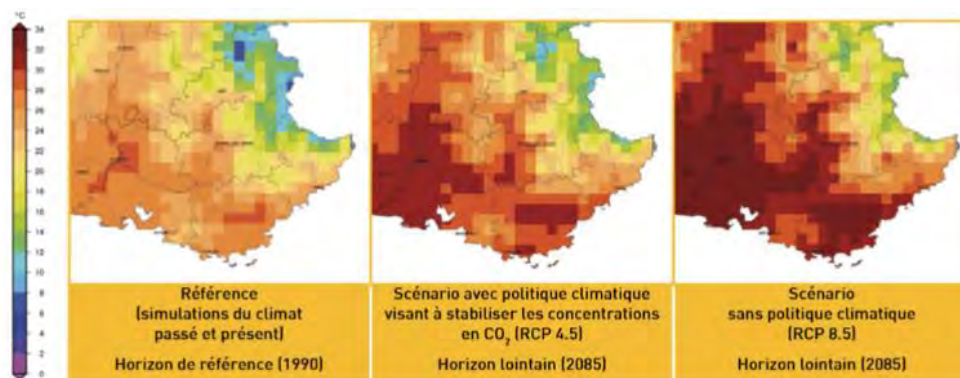 °C
34
32
30
28
26
24
22
20
18
16
14
12
10
8
6
4
2
0
Référence
(simulations du climat
passé et présent)
Horizon de référence (1990)
Scénario avec politique climatique
visant à stabiliser les concentrations
en CO₂ (RCP 4.5)
Horizon lointain (2085)
Scénario
sans politique climatique
(RCP 8.5)
Horizon lointain (2085)